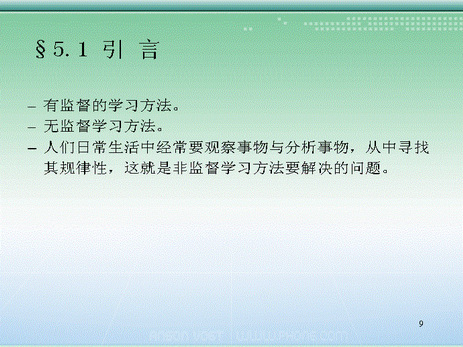 §5.1 引 言
– 有监督的学习方法。
– 无监督学习方法。
– 人们日常生活中经常要观察事物与分析事物，从中寻找
其规律性，这就是非监督学习方法要解决的问题。
9